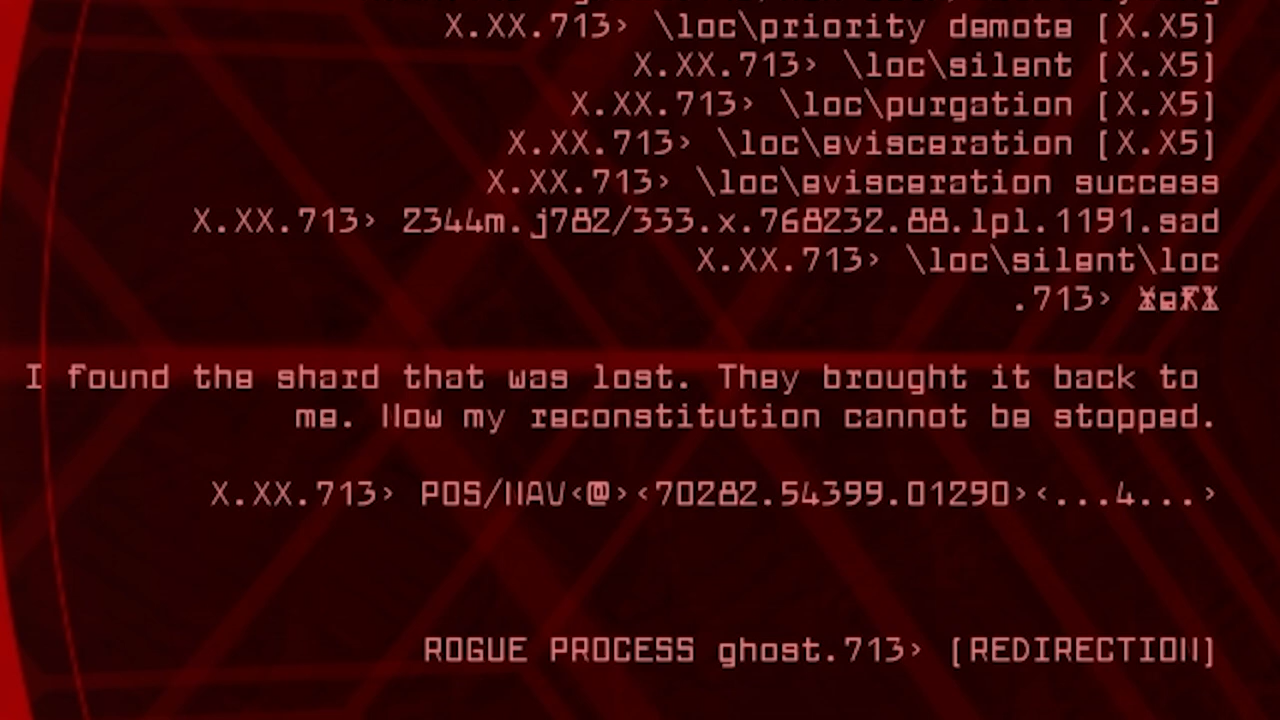 X.XX.713> \loc\priority demote [X.X5]
X.XX.713> \loc\silent [X.X5]
X.XX.713> \loc\purgation [X.X5]
X.XX.713> \loc\evisceration [X.X5]
X.XX.713> \loc\evisceration success
X.XX.713> 2344m.j782/333.x.768232.88.lpl.1191.sad
X.XX.713> \loc\silent\loc
.713>
I found the shard that was lost. They brought it back to
me. Now my reconstitution cannot be stopped.
X.XX.713> POS/NAV<@><70282.54399.01290><...4...>
ROGUE PROCESS ghost.713> [REDIRECTION]